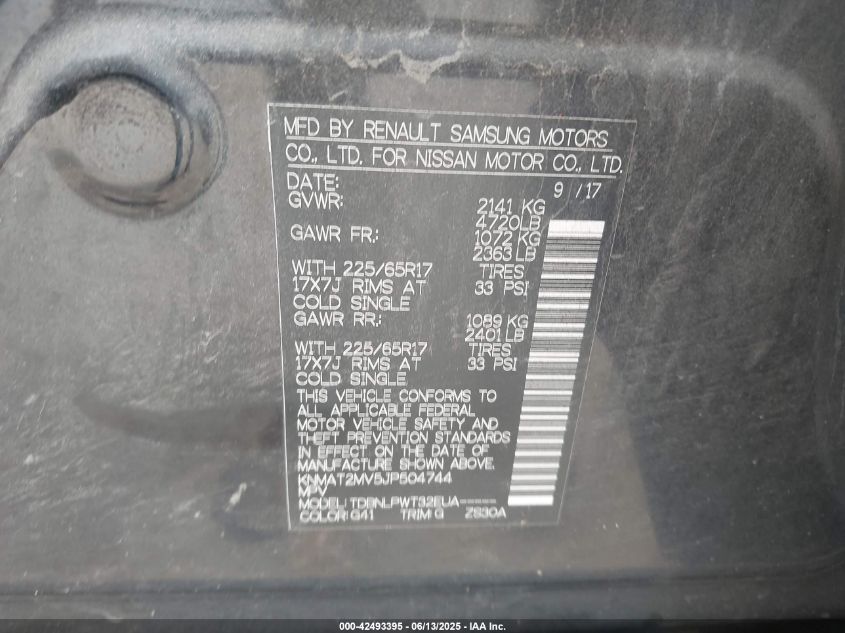 MFD BY RENAULT SAMSUNG MOTORS
CO., LTD. FOR NISSAN MOTOR CO., LTD.
DATE: 9 /17
GVWR: 2141 KG
4720LB
GAWR FR.: 1072 KG
2363 LB
WITH 225/65R17 TIRES
17X7J RIMS AT 33 PSI
COLD SINGLE
GAWR RR.: 1089 KG
2401 LB
WITH 225/65R17 TIRES
17X7J RIMS AT 33 PSI
COLD SINGLE
THIS VEHICLE CONFORMS TO
ALL APPLICABLE FEDERAL
MOTOR VEHICLE SAFETY AND
THEFT PREVENTION STANDARDS
IN EFFECT ON THE DATE OF
MANUFACTURE SHOWN ABOVE.
KNMAT2MV5JP504744
MPV
MODEL: TDBNLPWT32EUA-----
COLOR: G41 TRIM: G ZS30A
000-42493395 - 06/13/2025 - IAA Inc.